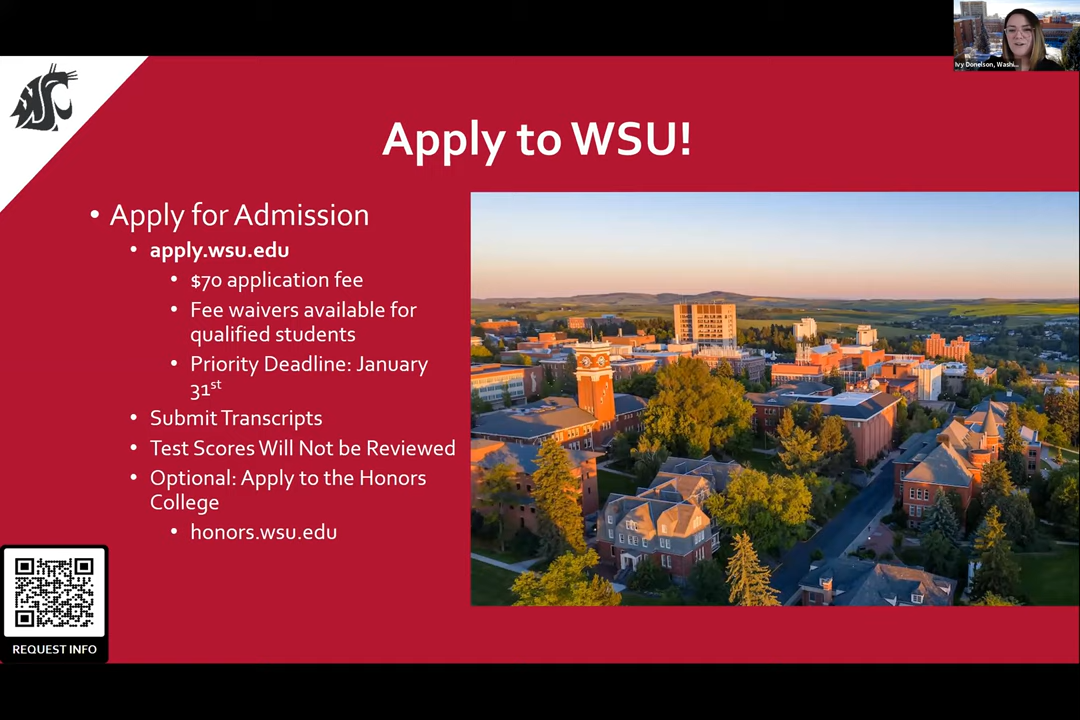 Ivy Donelson, Washi...
WSU
Apply to WSU!
• Apply for Admission
• apply.wsu.edu
• $70 application fee
• Fee waivers available for
qualified students
• Priority Deadline: January
31st
• Submit Transcripts
• Test Scores Will Not be Reviewed
• Optional: Apply to the Honors
College
• honors.wsu.edu
REQUEST INFO